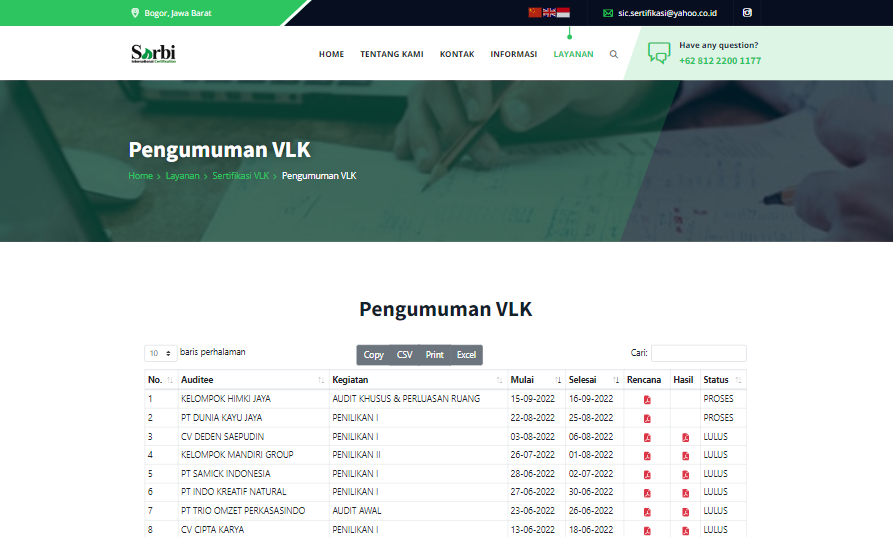 Bogor, Jawa Barat
sic.sertifikasi@yahoo.co.id
Sorbi
International Certification
HOME TENTANG KAMI KONTAK INFORMASI LAYANAN
Have any question?
+62 812 2200 1177
Pengumuman VLK
Home > Layanan > Sertifikasi VLK > Pengumuman VLK
Pengumuman VLK
10 baris perhalaman Copy CSV Print Excel Cari:
No. Auditee Kegiatan Mulai Selesai Rencana Hasil Status
1 KELOMPOK HIMKI JAYA AUDIT KHUSUS & PERLUASAN RUANG 15-09-2022 16-09-2022 PROSES
2 PT DUNIA KAYU JAYA PENILIKAN I 22-08-2022 25-08-2022 PROSES
3 CV DEDEN SAEPUDIN PENILIKAN I 03-08-2022 06-08-2022 LULUS
4 KELOMPOK MANDIRI GROUP PENILIKAN II 26-07-2022 01-08-2022 LULUS
5 PT SAMICK INDONESIA PENILIKAN I 28-06-2022 02-07-2022 LULUS
6 PT INDO KREATIF NATURAL PENILIKAN I 27-06-2022 30-06-2022 LULUS
7 PT TRIO OMZET PERKASASINDO AUDIT AWAL 23-06-2022 26-06-2022 LULUS
8 CV CIPTA KARYA PENILIKAN I 13-06-2022 18-06-2022 LULUS